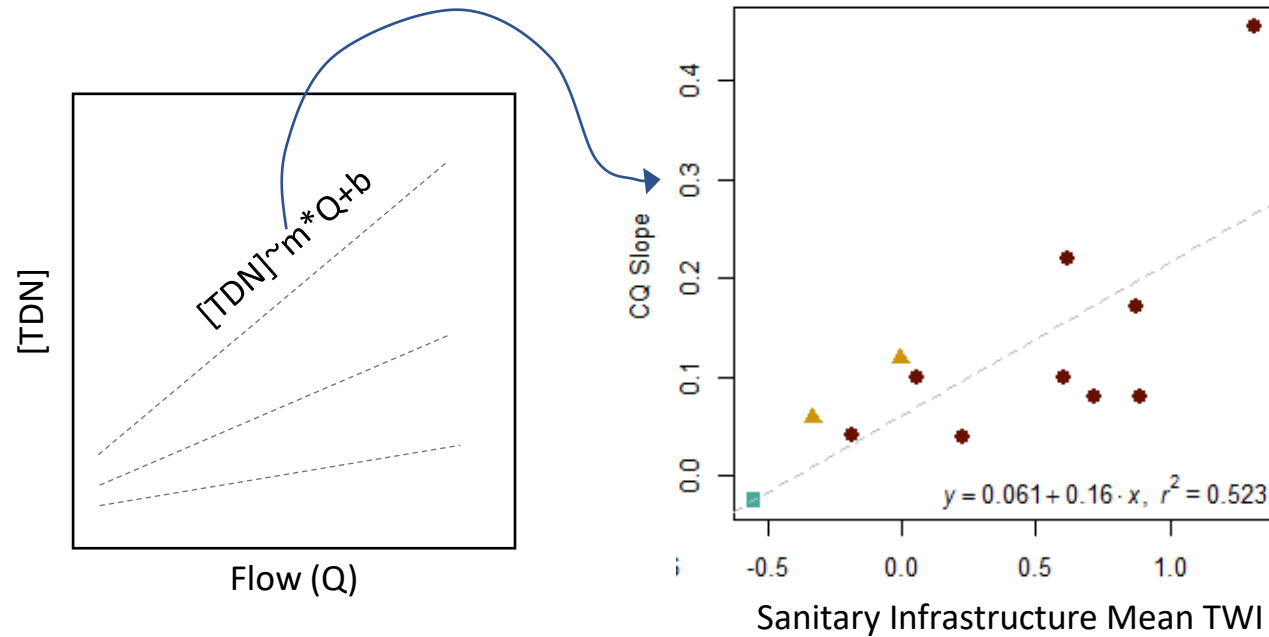 [TDN]
[TDN]~m*Q+b
Flow (Q)
CQ Slope
0.4
0.3
0.2
0.1
0.0
y = 0.061 + 0.16 · x, r² = 0.523
-0.5 0.0 0.5 1.0
Sanitary Infrastructure Mean TWI